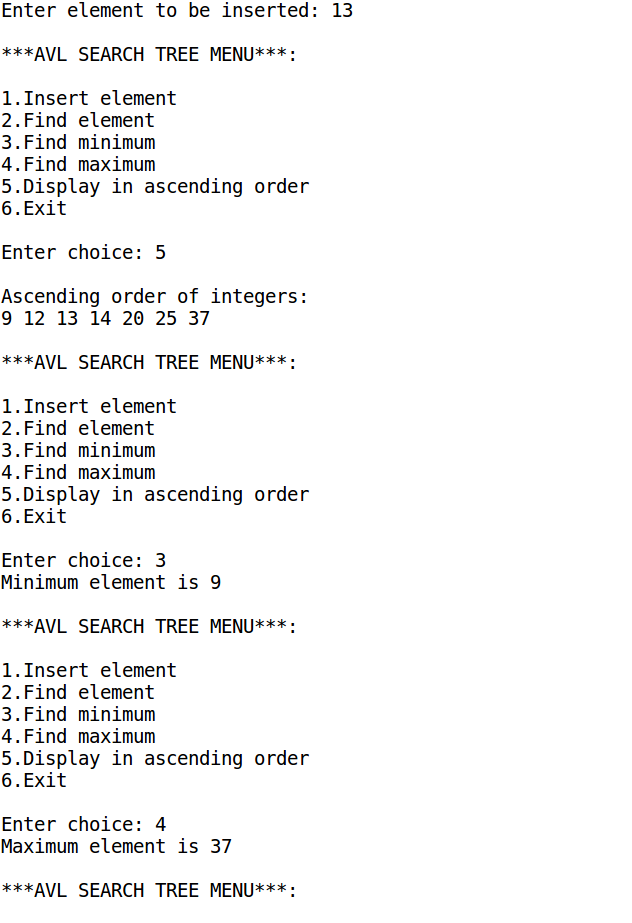 Enter element to be inserted: 13
***AVL SEARCH TREE MENU***:
1.Insert element
2.Find element
3.Find minimum
4.Find maximum
5.Display in ascending order
6.Exit
Enter choice: 5
Ascending order of integers:
9 12 13 14 20 25 37
***AVL SEARCH TREE MENU***:
1.Insert element
2.Find element
3.Find minimum
4.Find maximum
5.Display in ascending order
6.Exit
Enter choice: 3
Minimum element is 9
***AVL SEARCH TREE MENU***:
1.Insert element
2.Find element
3.Find minimum
4.Find maximum
5.Display in ascending order
6.Exit
Enter choice: 4
Maximum element is 37
***AVL SEARCH TREE MENU***: